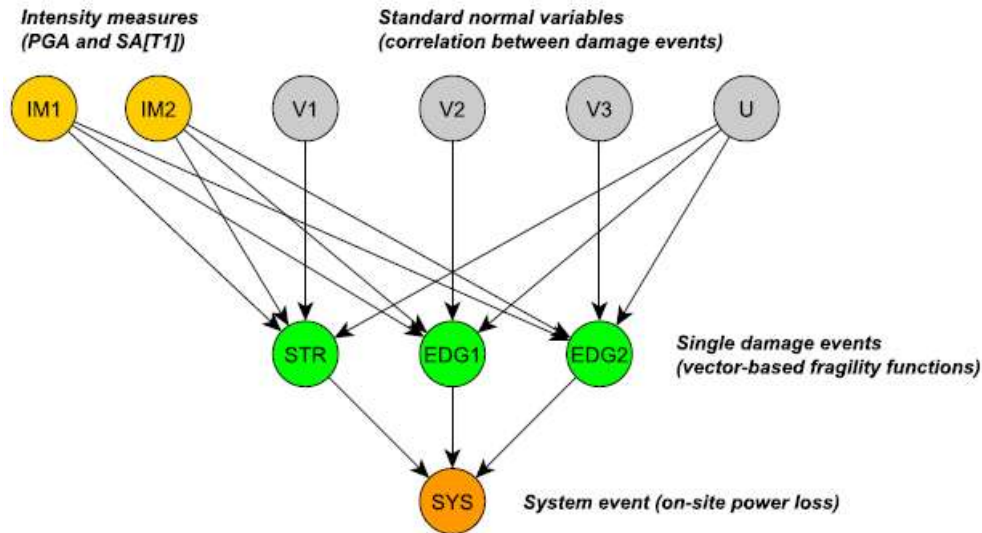 Intensity measures
(PGA and SA[T1])
Standard normal variables
(correlation between damage events)
IM1
IM2
V1
V2
V3
U
STR
EDG1
EDG2
Single damage events
(vector-based fragility functions)
SYS
System event (on-site power loss)